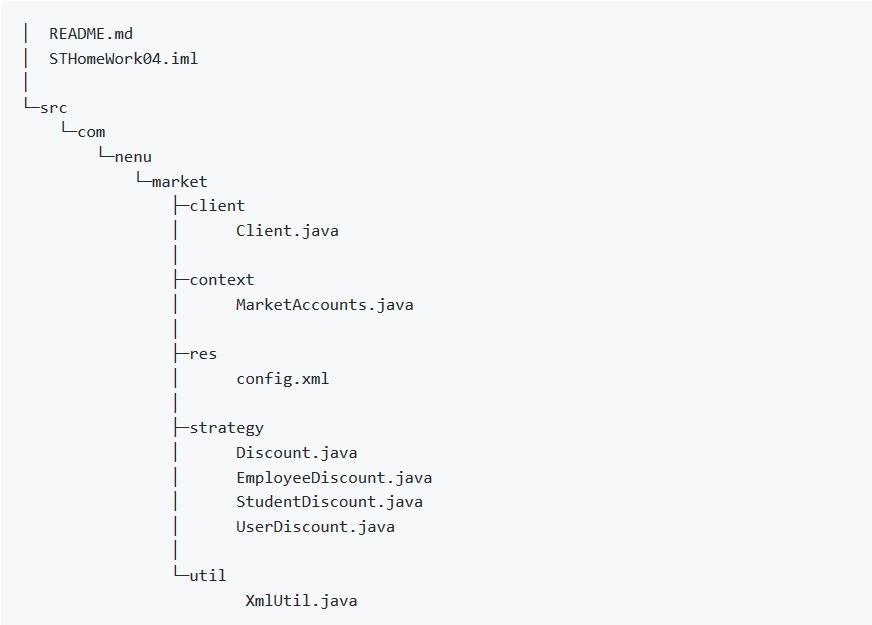 │  README.md
│  STHomeWork04.iml
│
└─src
    └─com
        └─nenu
            └─market
                ├─client
                │      Client.java
                │
                ├─context
                │      MarketAccounts.java
                │
                ├─res
                │      config.xml
                │
                ├─strategy
                │      Discount.java
                │      EmployeeDiscount.java
                │      StudentDiscount.java
                │      UserDiscount.java
                │
                └─util
                        XmlUtil.java